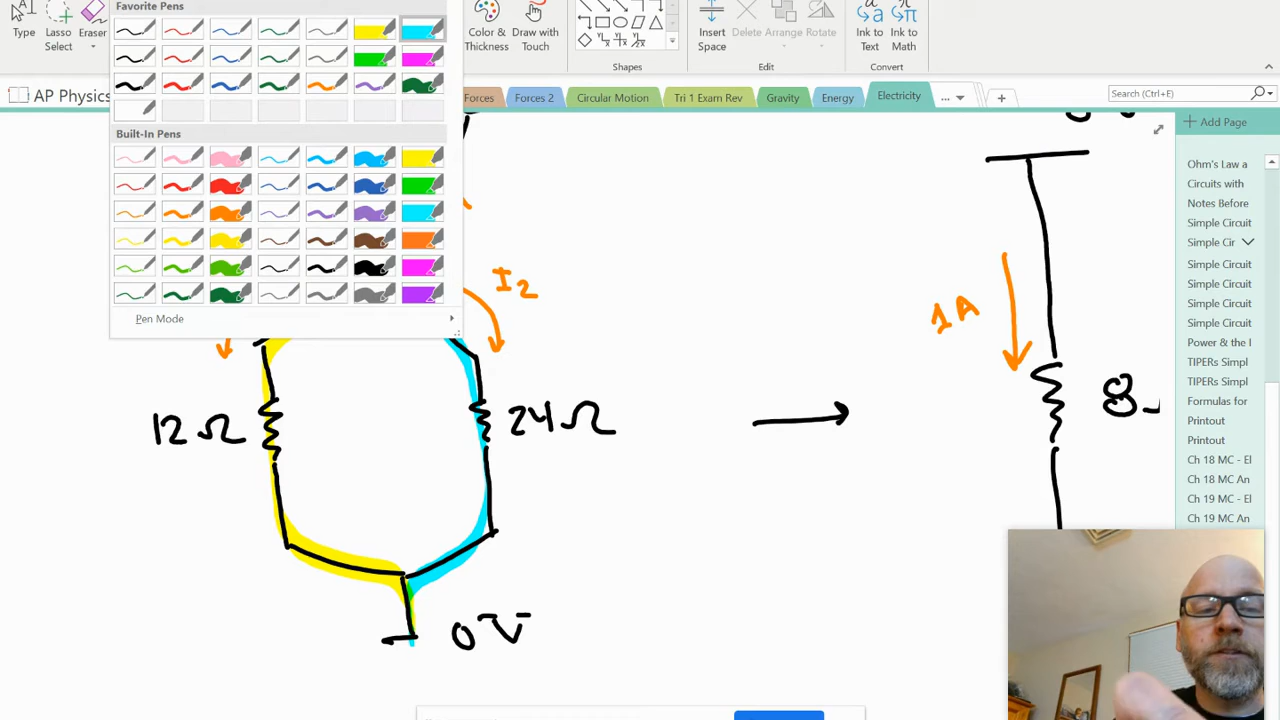 Favorite Pens
Type
Lasso Select
Eraser
Color & Thickness
Draw with Touch
Shapes
Insert Space
Delete
Arrange
Rotate
Edit
Ink to Text
Ink to Math
Convert
AP Physics
Forces
Forces 2
Circular Motion
Tri 1 Exam Rev
Gravity
Energy
Electricity
...
Search (Ctrl+E)
Built-In Pens
Pen Mode
Add Page
Ohm's Law a
Circuits with
Notes Before
Simple Circuit
Simple Cir
Simple Circuit
Simple Circuit
Simple Circuit
Simple Circuit
Power & the I
TIPERs Simpl
TIPERs Simpl
Formulas for
Printout
Printout
Ch 18 MC - El
Ch 18 MC An
Ch 19 MC - El
Ch 19 MC An
I2
1A
12Ω
24Ω
8
0V